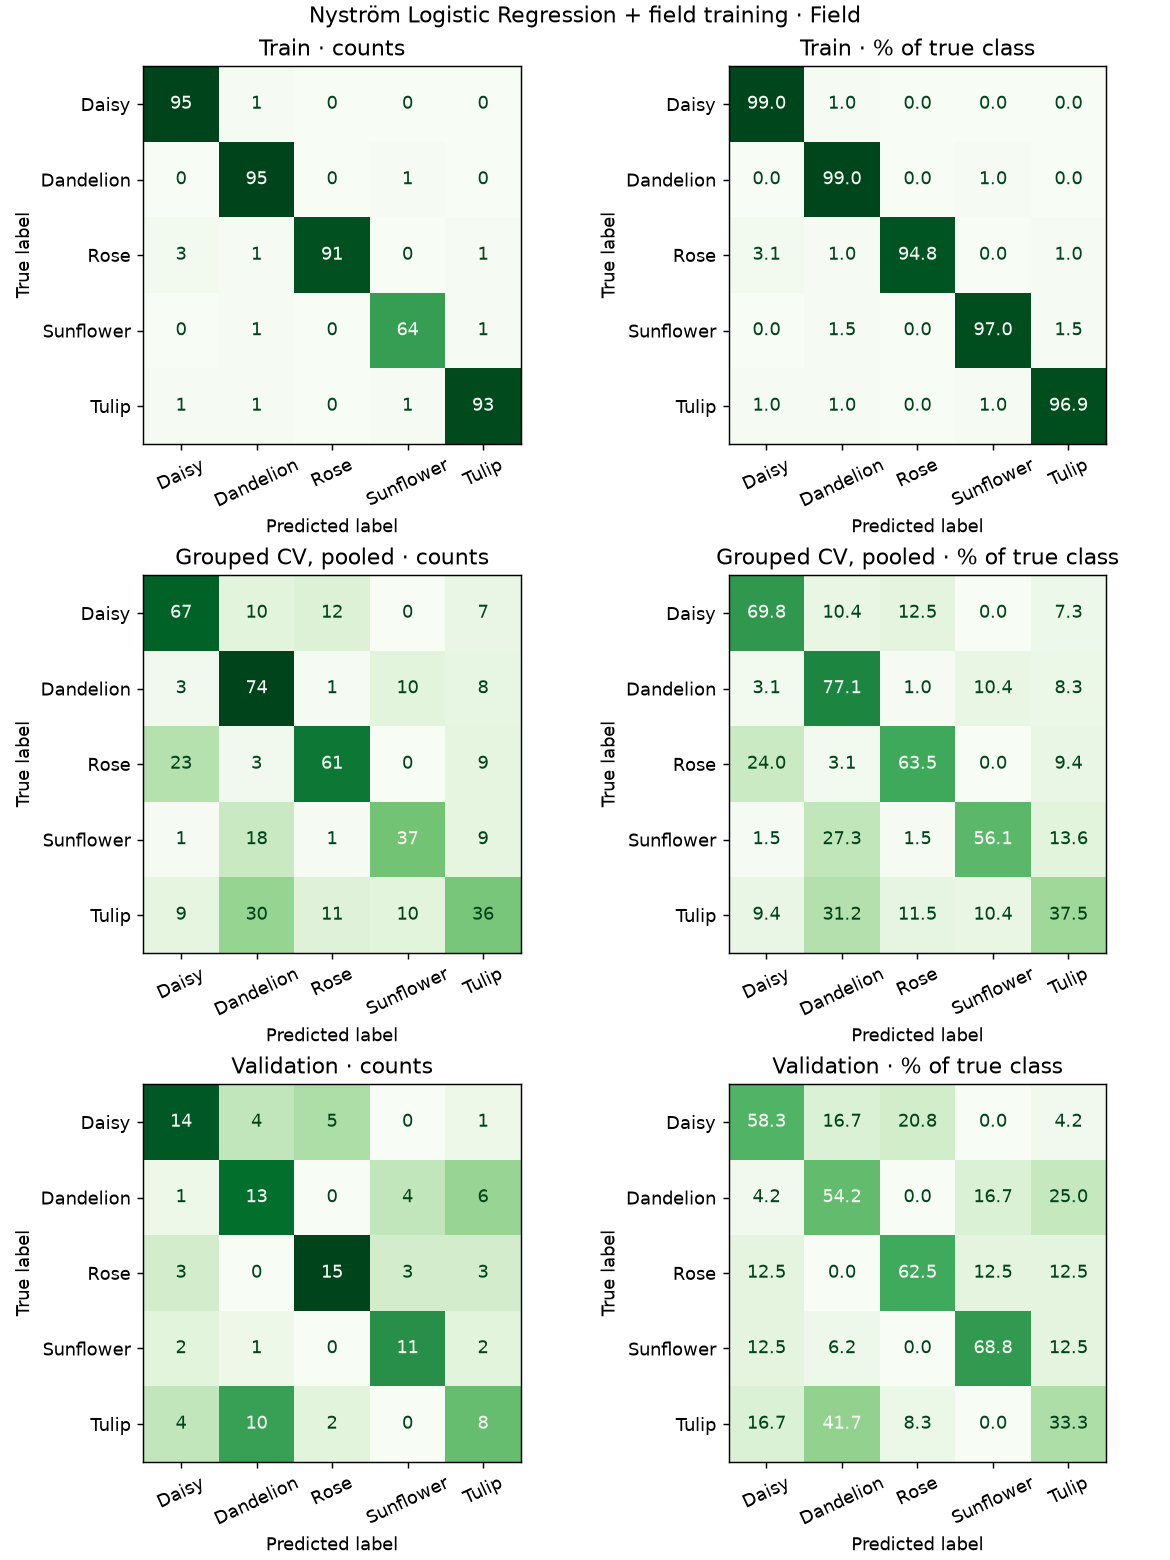 Nyström Logistic Regression + field training · Field
Train · counts
True label
Daisy 95 1 0 0 0
Dandelion 0 95 0 1 0
Rose 3 1 91 0 1
Sunflower 0 1 0 64 1
Tulip 1 1 0 1 93
Daisy Dandelion Rose Sunflower Tulip
Predicted label
Train · % of true class
True label
Daisy 99.0 1.0 0.0 0.0 0.0
Dandelion 0.0 99.0 0.0 1.0 0.0
Rose 3.1 1.0 94.8 0.0 1.0
Sunflower 0.0 1.5 0.0 97.0 1.5
Tulip 1.0 1.0 0.0 1.0 96.9
Daisy Dandelion Rose Sunflower Tulip
Predicted label
Grouped CV, pooled · counts
True label
Daisy 67 10 12 0 7
Dandelion 3 74 1 10 8
Rose 23 3 61 0 9
Sunflower 1 18 1 37 9
Tulip 9 30 11 10 36
Daisy Dandelion Rose Sunflower Tulip
Predicted label
Grouped CV, pooled · % of true class
True label
Daisy 69.8 10.4 12.5 0.0 7.3
Dandelion 3.1 77.1 1.0 10.4 8.3
Rose 24.0 3.1 63.5 0.0 9.4
Sunflower 1.5 27.3 1.5 56.1 13.6
Tulip 9.4 31.2 11.5 10.4 37.5
Daisy Dandelion Rose Sunflower Tulip
Predicted label
Validation · counts
True label
Daisy 14 4 5 0 1
Dandelion 1 13 0 4 6
Rose 3 0 15 3 3
Sunflower 2 1 0 11 2
Tulip 4 10 2 0 8
Daisy Dandelion Rose Sunflower Tulip
Predicted label
Validation · % of true class
True label
Daisy 58.3 16.7 20.8 0.0 4.2
Dandelion 4.2 54.2 0.0 16.7 25.0
Rose 12.5 0.0 62.5 12.5 12.5
Sunflower 12.5 6.2 0.0 68.8 12.5
Tulip 16.7 41.7 8.3 0.0 33.3
Daisy Dandelion Rose Sunflower Tulip
Predicted label